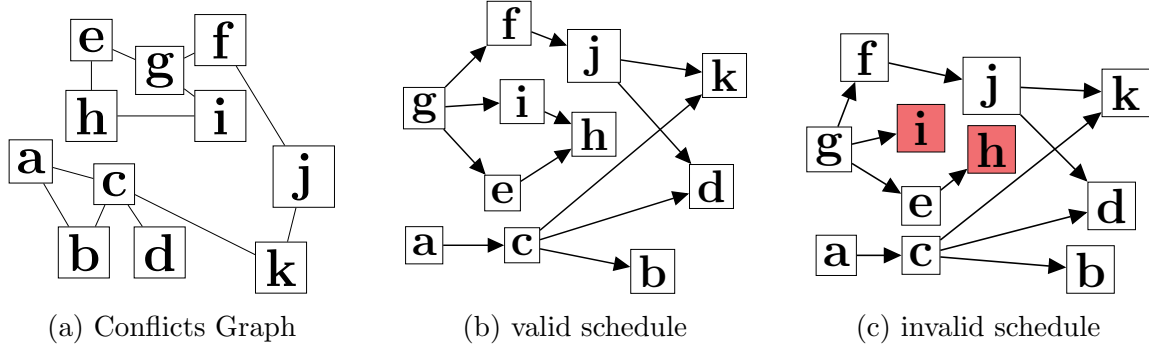 e
g
f
h
i
a
c
j
b
d
k
(a) Conflicts Graph
f
j
k
g
i
h
e
d
a
c
b
(b) valid schedule
f
j
k
g
i
h
e
d
a
c
b
(c) invalid schedule